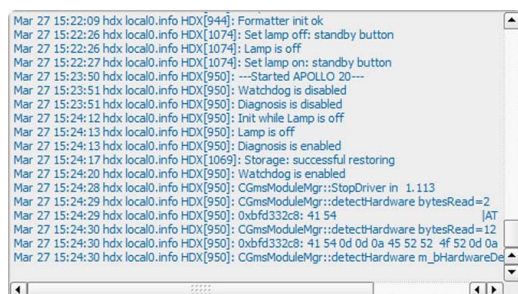 Mar 27 15:22:09 hdx local0.info HDX[944]: Formatter init ok
Mar 27 15:22:26 hdx local0.info HDX[1074]: Set lamp off: standby button
Mar 27 15:22:26 hdx local0.info HDX[1074]: Lamp is off
Mar 27 15:22:27 hdx local0.info HDX[1074]: Set lamp on: standby button
Mar 27 15:23:50 hdx local0.info HDX[950]: ---Started APOLLO 20---
Mar 27 15:23:51 hdx local0.info HDX[950]: Watchdog is disabled
Mar 27 15:23:51 hdx local0.info HDX[950]: Diagnosis is disabled
Mar 27 15:24:12 hdx local0.info HDX[950]: Init while Lamp is off
Mar 27 15:24:13 hdx local0.info HDX[950]: Lamp is off
Mar 27 15:24:13 hdx local0.info HDX[950]: Diagnosis is enabled
Mar 27 15:24:17 hdx local0.info HDX[1069]: Storage: successful restoring
Mar 27 15:24:20 hdx local0.info HDX[950]: Watchdog is enabled
Mar 27 15:24:28 hdx local0.info HDX[950]: CGmsModuleMgr::StopDriver in 1.113
Mar 27 15:24:29 hdx local0.info HDX[950]: CGmsModuleMgr::detectHardware bytesRead=2
Mar 27 15:24:29 hdx local0.info HDX[950]: 0xbfd332c8: 41 54 |AT
Mar 27 15:24:30 hdx local0.info HDX[950]: CGmsModuleMgr::detectHardware bytesRead=12
Mar 27 15:24:30 hdx local0.info HDX[950]: 0xbfd332c8: 41 54 0d 0d 0a 45 52 52 4f 52 0d 0a
Mar 27 15:24:30 hdx local0.info HDX[950]: CGmsModuleMgr::detectHardware m_bHardwareDe